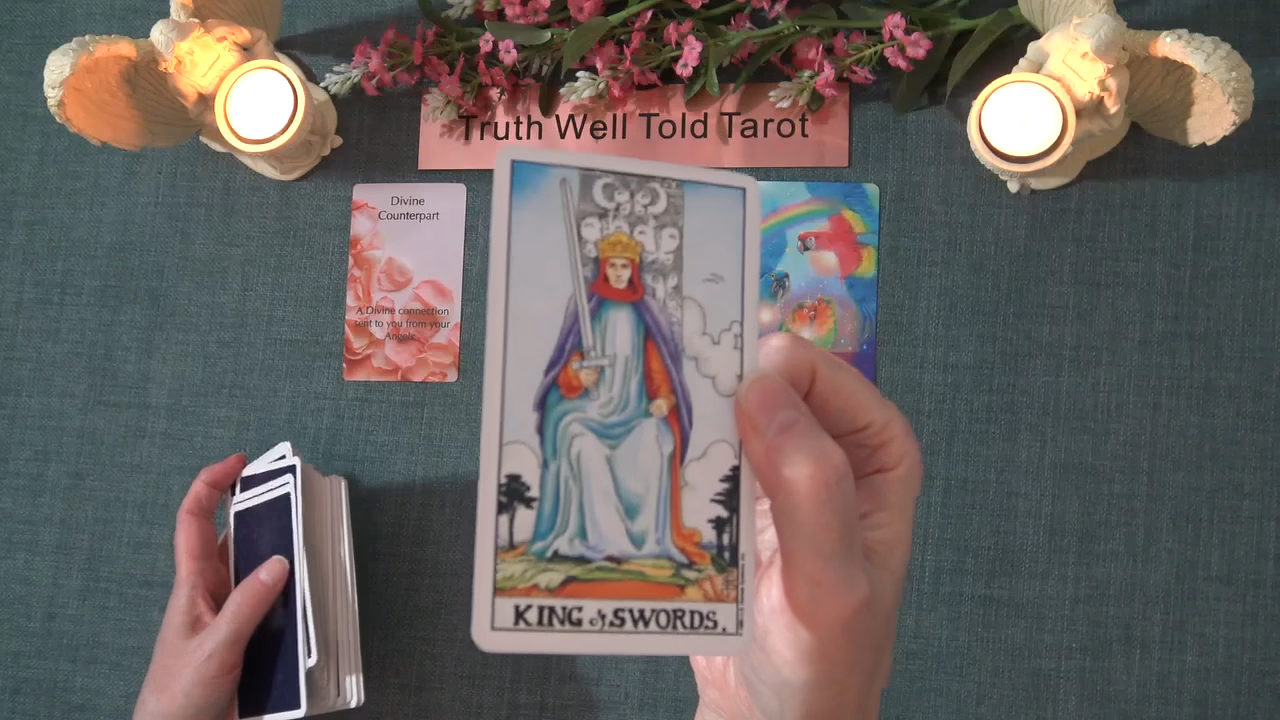 Truth Well Told Tarot
Divine
Counterpart
A Divine connection
sent to you from your
Angels
KING of SWORDS.